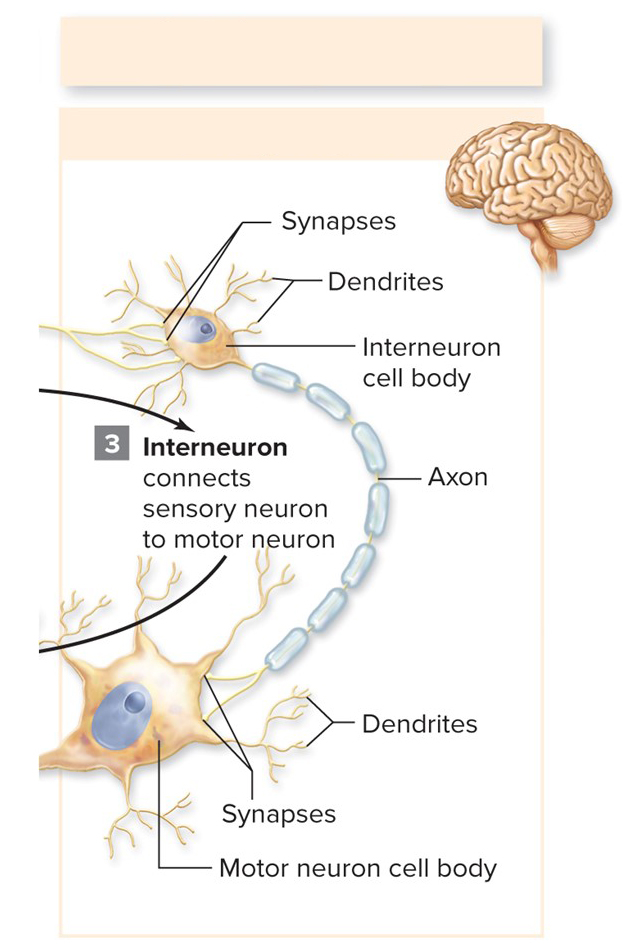 Synapses
Dendrites
Interneuron
cell body
3 Interneuron
connects
sensory neuron
to motor neuron
Axon
Dendrites
Synapses
Motor neuron cell body